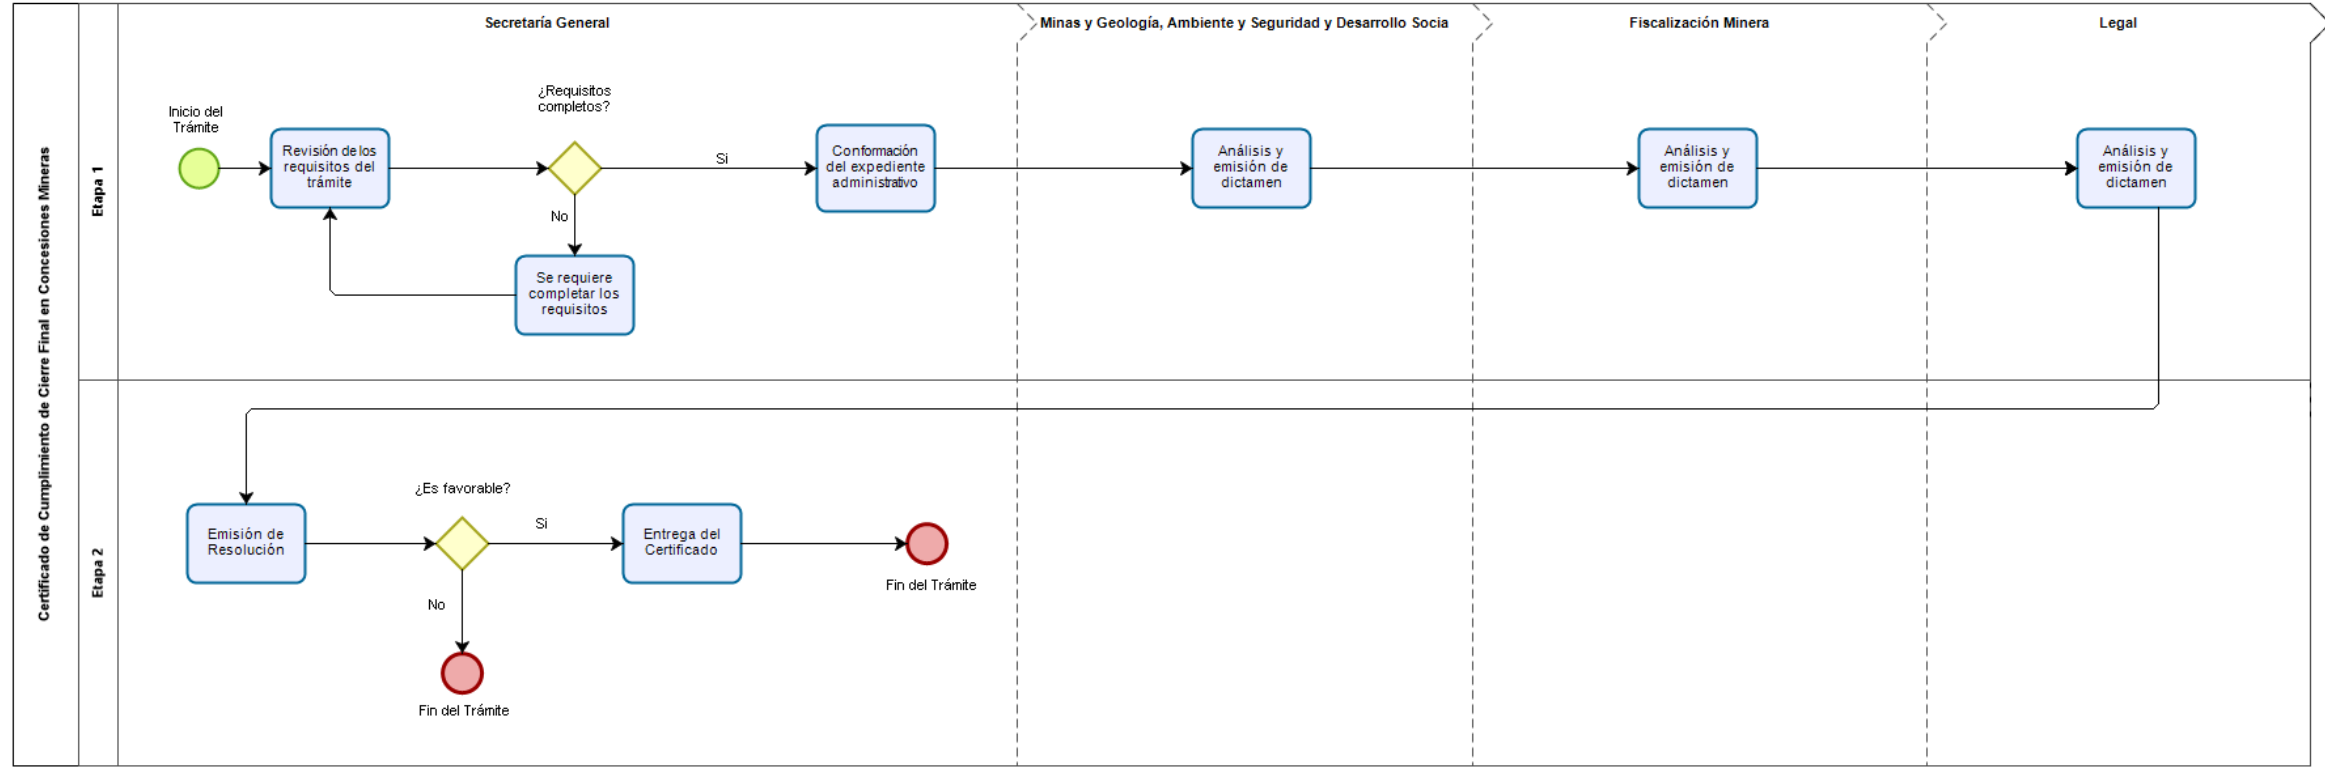 Secretaría General
Minas y Geología, Ambiente y Seguridad y Desarrollo Socia
Fiscalización Minera
Legal
Certificado de Cumplimiento de Cierre Final en Concesiones Mineras
Etapa 1
Inicio del
Trámite
Revisión de los
requisitos del
trámite
¿Requisitos
completos?
Si
No
Se requiere
completar los
requisitos
Conformación
del expediente
administrativo
Análisis y
emisión de
dictamen
Análisis y
emisión de
dictamen
Análisis y
emisión de
dictamen
Etapa 2
Emisión de
Resolución
¿Es favorable?
Si
No
Entrega del
Certificado
Fin del Trámite
Fin del Trámite